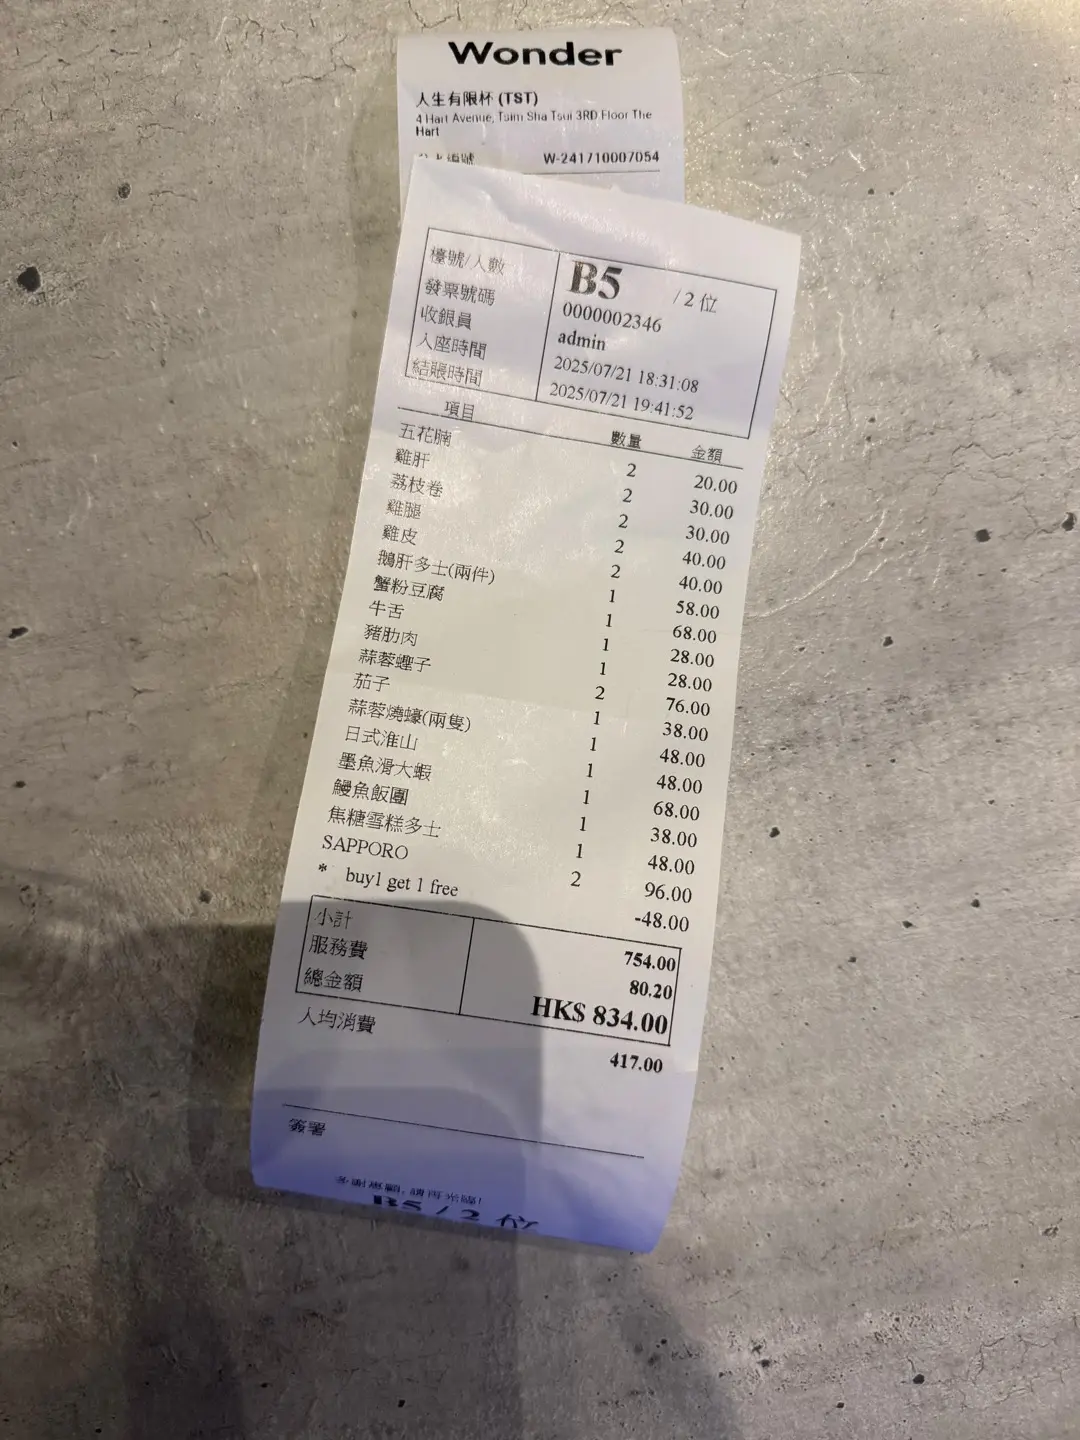 Wonder
人生有限杯 (TST)
4 Hart Avenue, Tsim Sha Tsui 3RD Floor The
Hart
編號 W-241710007054
檯號/人數 B5 / 2 位
發票號碼 0000002346
收銀員 admin
入座時間 2025/07/21 18:31:08
結賬時間 2025/07/21 19:41:52
項目 數量 金額
五花腩 2 20.00
雞肝 2 30.00
荔枝卷 2 30.00
雞腿 2 40.00
雞皮 2 40.00
鵝肝多士(兩件) 1 58.00
蟹粉豆腐 1 68.00
牛舌 1 28.00
豬肋肉 1 28.00
蒜蓉蟶子 2 76.00
茄子 1 38.00
蒜蓉燒蠔(兩隻) 1 48.00
日式淮山 1 48.00
墨魚滑大蝦 1 68.00
鰻魚飯團 1 38.00
焦糖雪糕多士 1 48.00
SAPPORO 2 96.00
* buy1 get 1 free -48.00
小計 754.00
服務費 80.20
總金額 HK$ 834.00
人均消費 417.00
簽署
B5 / 2 位